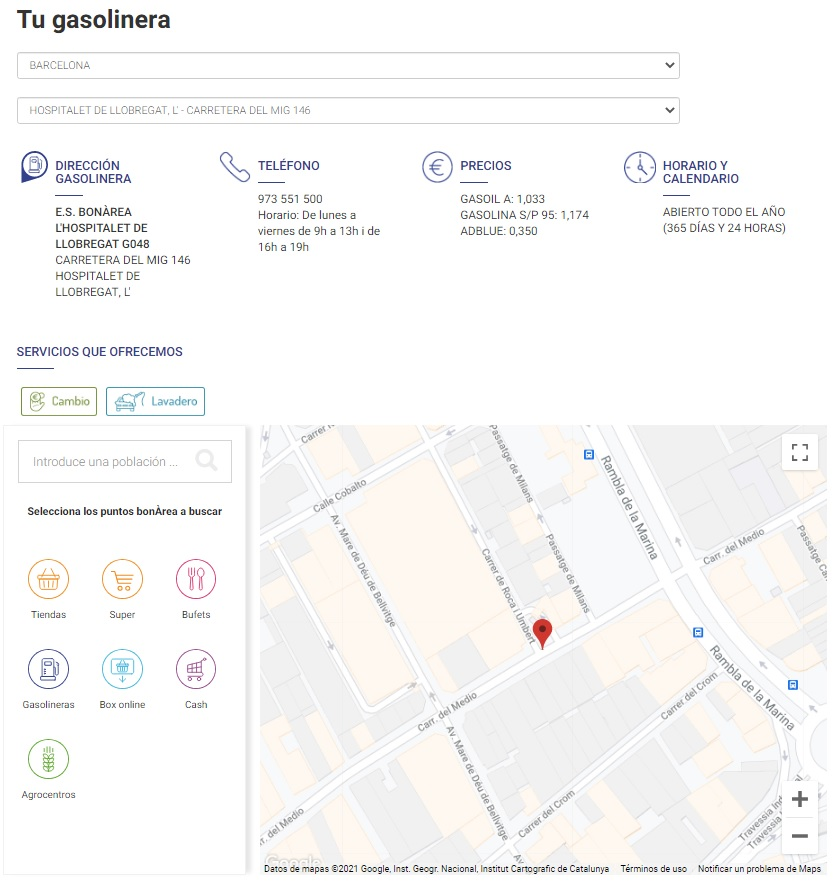 Tu gasolinera
BARCELONA
HOSPITALET DE LLOBREGAT, L' - CARRETERA DEL MIG 146
DIRECCIÓN
GASOLINERA
E.S. BONÀREA
L'HOSPITALET DE
LLOBREGAT G048
CARRETERA DEL MIG 146
HOSPITALET DE
LLOBREGAT, L'
TELÉFONO
973 551 500
Horario: De lunes a
viernes de 9h a 13h i de
16h a 19h
PRECIOS
GASOIL A: 1,033
GASOLINA S/P 95: 1,174
ADBLUE: 0,350
HORARIO Y
CALENDARIO
ABIERTO TODO EL AÑO
(365 DÍAS Y 24 HORAS)
SERVICIOS QUE OFRECEMOS
Cambio
Lavadero
Introduce una población ...
Selecciona los puntos bonÀrea a buscar
Tiendas
Super
Bufets
Gasolineras
Box online
Cash
Agrocentros
Carrer
Calle Cobalto
Av. Mare de Déu de Bellvitge
Passatge de Milans
Rambla de la Marina
Carrer de Roca i Umbert
Passatge de Milans
Carr. del Medio
Passatge Ca
Carr. del Medio
Carrer del Crom
Rambla de la Marina
Av. Mare de Déu de Bellvitge
Carrer del Crom
rr. del Medio
Travessia Ind
Travessia
Google
Datos de mapas ©2021 Google, Inst. Geogr. Nacional, Institut Cartografic de Catalunya
Términos de uso
Notificar un problema de Maps